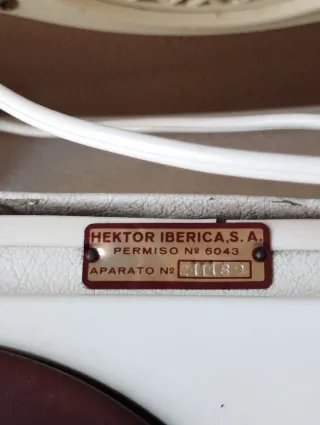 HEKTOR IBERICA, S. A.
PERMISO Nº 6043
APARATO Nº